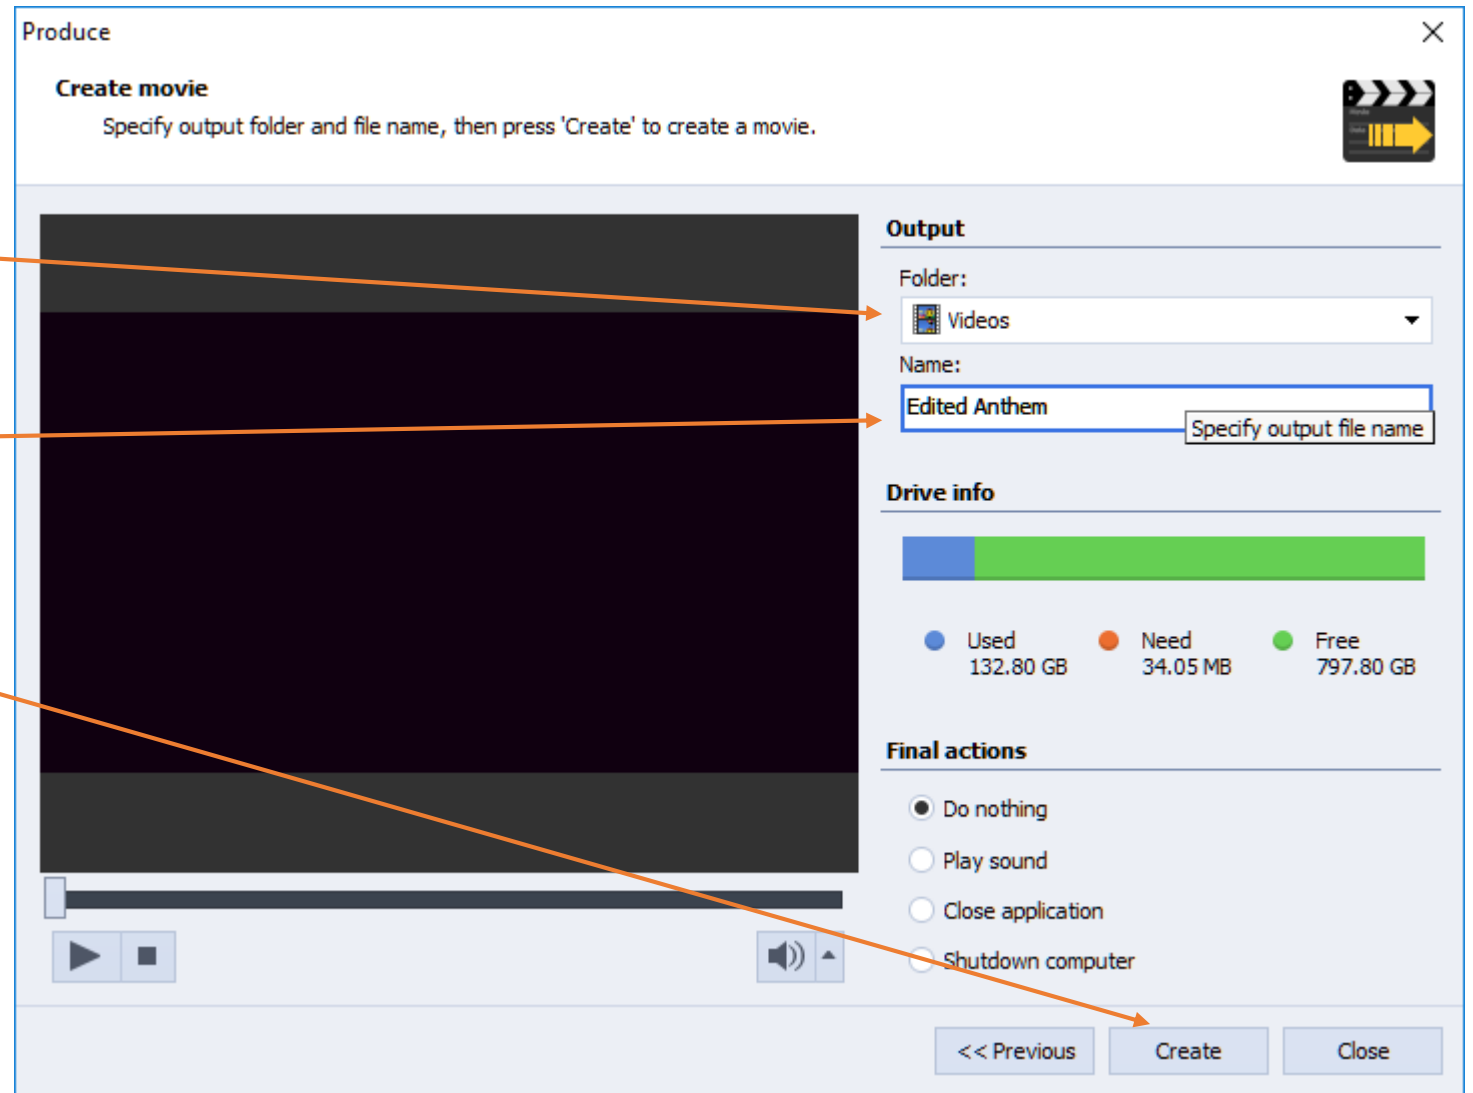 Produce
Create movie
Specify output folder and file name, then press 'Create' to create a movie.
Output
Folder:
Videos
Name:
Edited Anthem
Specify output file name
Drive info
Used Need Free
132.80 GB 34.05 MB 797.80 GB
Final actions
Do nothing
Play sound
Close application
Shutdown computer
<< Previous Create Close